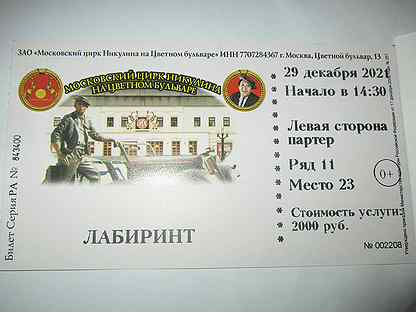 ЗАО «Московский цирк Никулина на Цветном бульваре» ИНН 7707284367 г. Москва, Цветной бульвар, 13
МОСКОВСКИЙ ЦИРК НИКУЛИНА
НА ЦВЕТНОМ БУЛЬВАРЕ
29 декабря 2021
Начало в 14:30
Левая сторона
партер
Ряд 11
Место 23
0+
Стоимость услуги:
2000 руб.
№ 002208
ЛАБИРИНТ
Билет Серия РА №